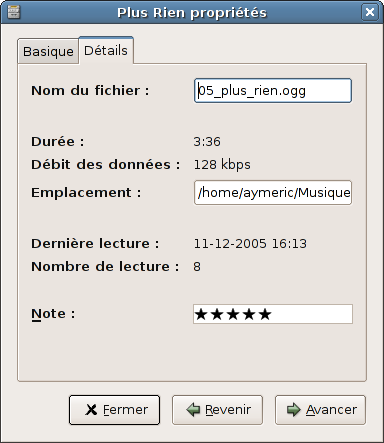 Plus Rien propriétés
Basique Détails
Nom du fichier : 05_plus_rien.ogg
Durée : 3:36
Débit des données : 128 kbps
Emplacement : /home/aymeric/Musique
Dernière lecture : 11-12-2005 16:13
Nombre de lecture : 8
Note : ★★★★★
Fermer Revenir Avancer